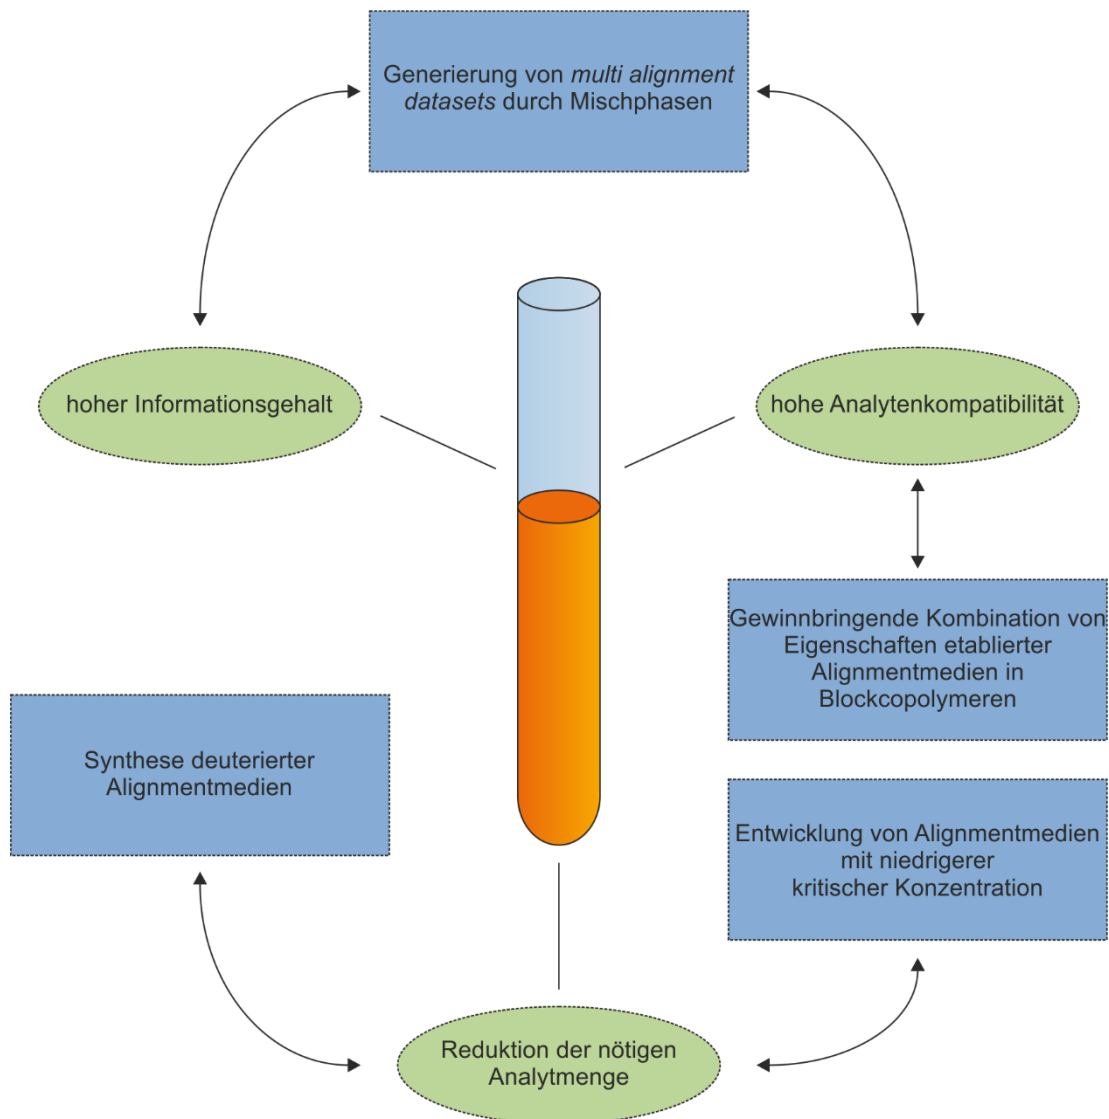 Generierung von multi alignment
datasets durch Mischphasen
hoher Informationsgehalt
hohe Analytenkompatibilität
Gewinnbringende Kombination von
Eigenschaften etablierter
Alignmentmedien in
Blockcopolymeren
Synthese deuterierter
Alignmentmedien
Entwicklung von Alignmentmedien
mit niedrigerer
kritischer Konzentration
Reduktion der nötigen
Analytmenge